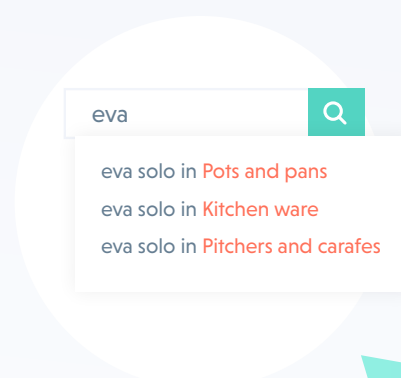 eva
eva solo in Pots and pans
eva solo in Kitchen ware
eva solo in Pitchers and carafes